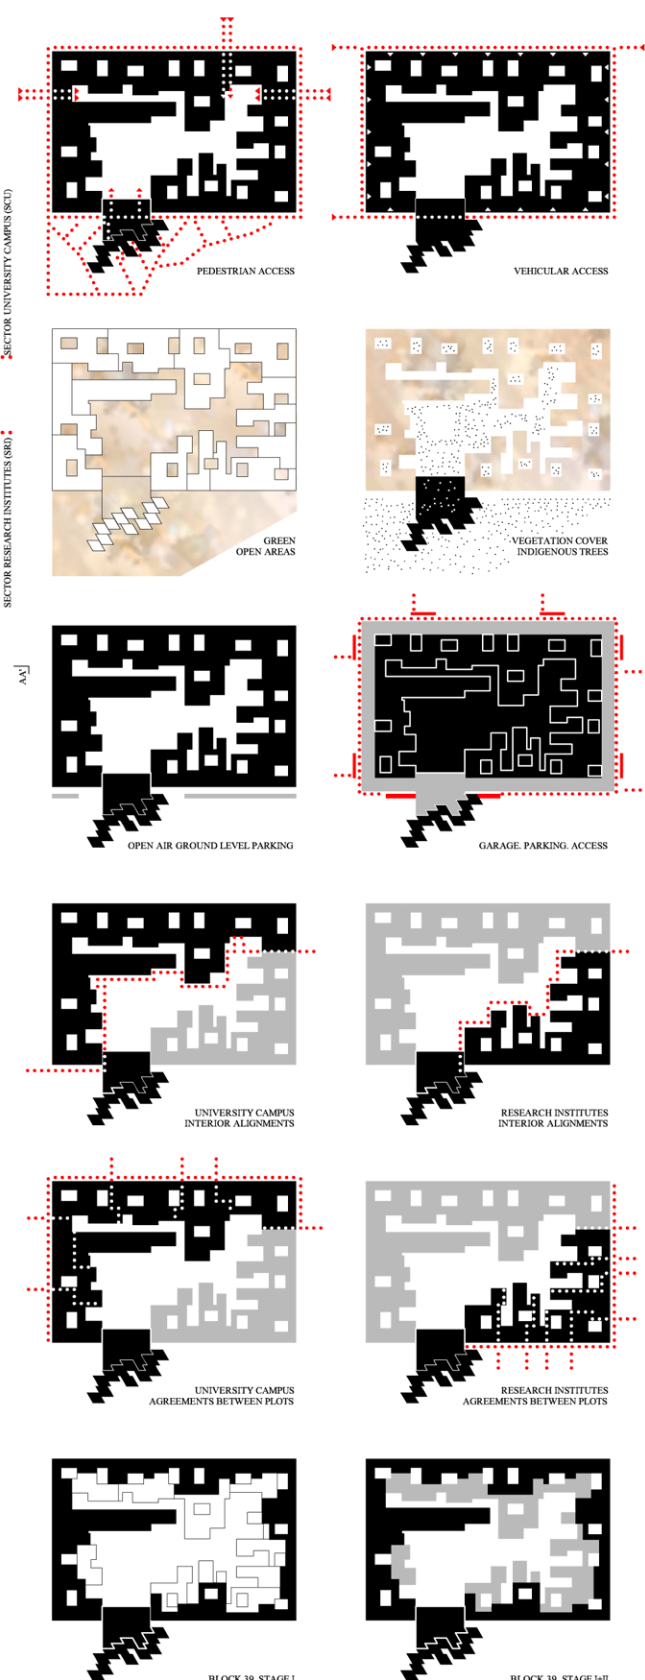 SECTOR UNIVERSITY CAMPUS (SCU)
SECTOR RESEARCH INSTITUTES (SRI)
AA'
PEDESTRIAN ACCESS
VEHICULAR ACCESS
GREEN
OPEN AREAS
VEGETATION COVER
INDIGENOUS TREES
OPEN AIR GROUND LEVEL PARKING
GARAGE. PARKING. ACCESS
UNIVERSITY CAMPUS
INTERIOR ALIGNMENTS
RESEARCH INSTITUTES
INTERIOR ALIGNMENTS
UNIVERSITY CAMPUS
AGREEMENTS BETWEEN PLOTS
RESEARCH INSTITUTES
AGREEMENTS BETWEEN PLOTS
BLOCK 39. STAGE I
BLOCK 39. STAGE I+II